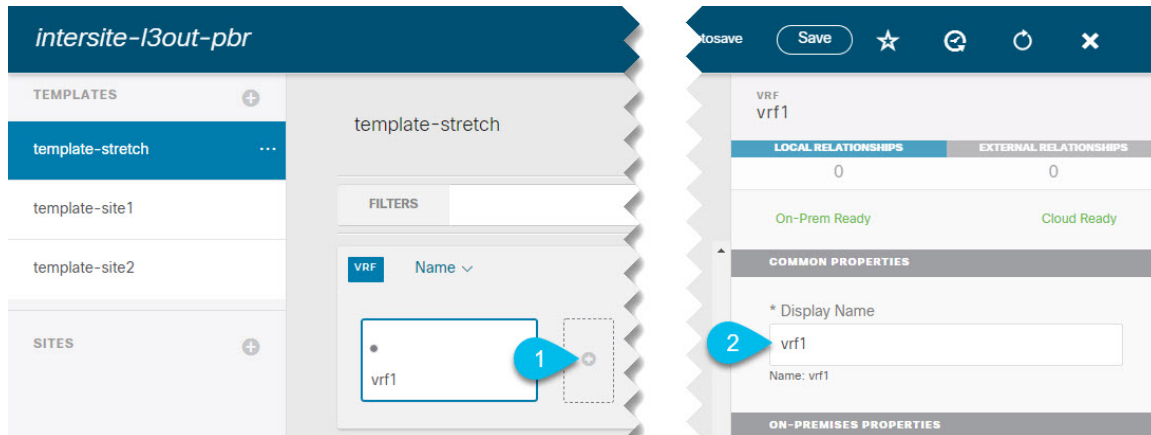 intersite-l3out-pbr
TEMPLATES
template-stretch
template-site1
template-site2
SITES
template-stretch
FILTERS
VRF Name
vrf1
1
tosave Save
VRF
vrf1
LOCAL RELATIONSHIPS EXTERNAL RELATIONSHIPS
0 0
On-Prem Ready Cloud Ready
COMMON PROPERTIES
* Display Name
2 vrf1
Name: vrf1
ON-PREMISES PROPERTIES